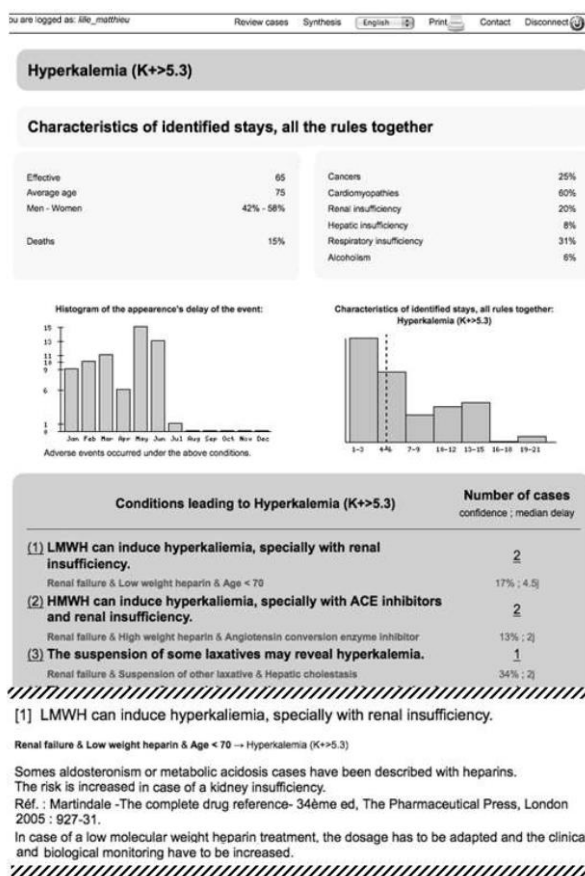 ou are logged as: lille_matthieu Review cases Synthesis English Print Contact Disconnect
Hyperkalemia (K+>5.3)
Characteristics of identified stays, all the rules together
Effective 65
Average age 75
Men - Women 42% - 58%
Deaths 15%
Cancers 25%
Cardiomyopathies 60%
Renal insufficiency 20%
Hepatic insufficiency 8%
Respiratory insufficiency 31%
Alcoholism 6%
Histogram of the appearence's delay of the event:
15
13
11
10
9
6
1
0
Jan Feb Mar Apr May Jun Jul Aug Sep Oct Nov Dec
Adverse events occurred under the above conditions.
Characteristics of identified stays, all rules together:
Hyperkalemia (K+>5.3)
1-3 4-6 7-9 10-12 13-15 16-18 19-21
Conditions leading to Hyperkalemia (K+>5.3) Number of cases
confidence ; median delay
(1) LMWH can induce hyperkaliemia, specially with renal
insufficiency. 2
Renal failure & Low weight heparin & Age < 70 17% ; 4.5j
(2) HMWH can induce hyperkaliemia, specially with ACE inhibitors
and renal insufficiency. 2
Renal failure & High weight heparin & Angiotensin conversion enzyme inhibitor 13% ; 2j
(3) The suspension of some laxatives may reveal hyperkalemia. 1
Renal failure & Suspension of other laxative & Hepatic cholestasis 34% ; 2j
[1] LMWH can induce hyperkaliemia, specially with renal insufficiency.
Renal failure & Low weight heparin & Age < 70 → Hyperkalemia (K+>5.3)
Somes aldosteronism or metabolic acidosis cases have been described with heparins.
The risk is increased in case of a kidney insufficiency.
Réf. : Martindale -The complete drug reference- 34ème ed, The Pharmaceutical Press, London
2005 : 927-31.
In case of a low molecular weight heparin treatment, the dosage has to be adapted and the clinica
and biological monitoring have to be increased.